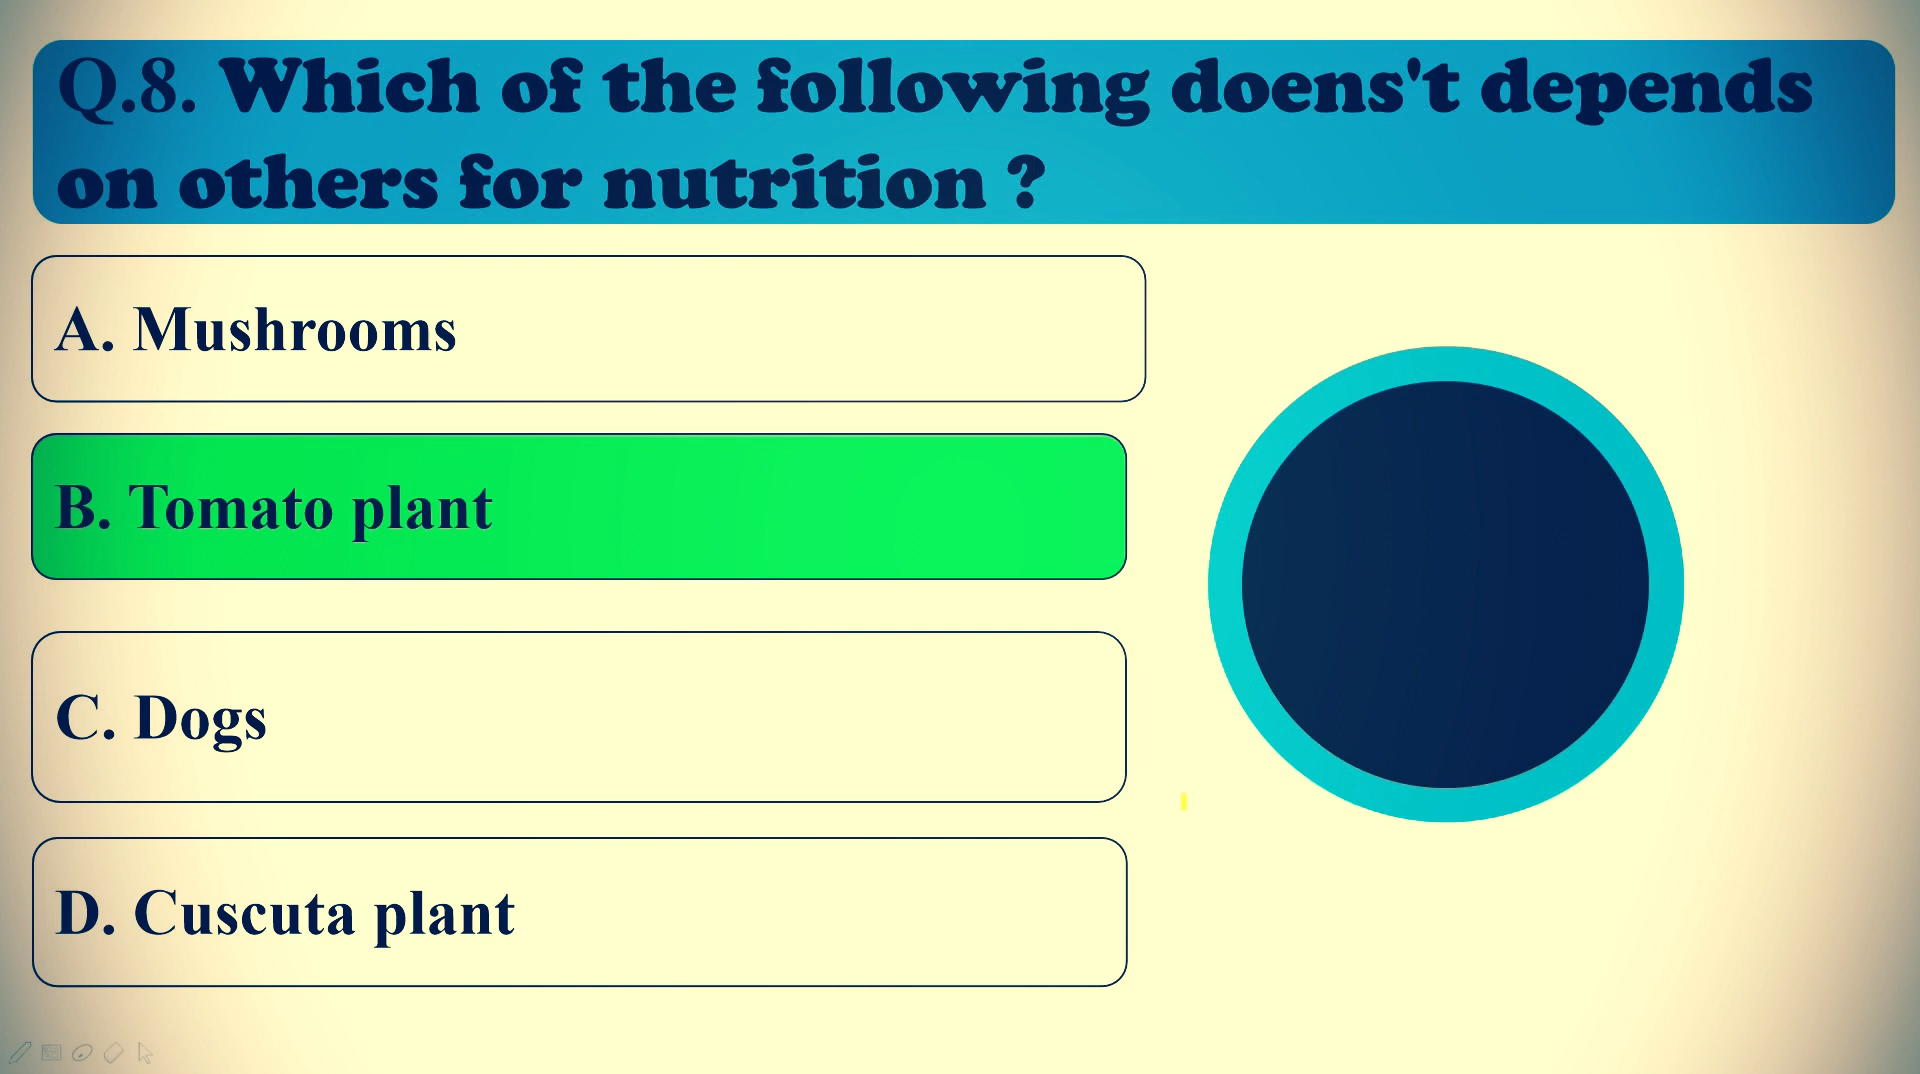 Q.8. Which of the following doens't depends
on others for nutrition ?
A. Mushrooms
B. Tomato plant
C. Dogs
D. Cuscuta plant